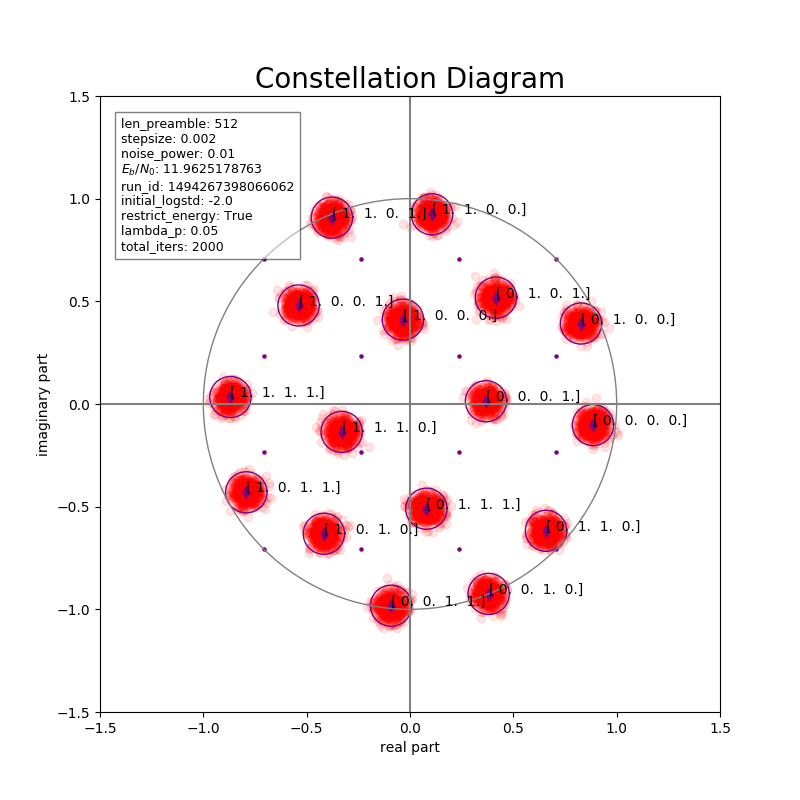 Constellation Diagram
len_preamble: 512
stepsize: 0.002
noise_power: 0.01
E_b/N_0: 11.9625178763
run_id: 1494267398066062
initial_logstd: -2.0
restrict_energy: True
lambda_p: 0.05
total_iters: 2000
1.5
1.0
0.5
0.0
−0.5
−1.0
−1.5
imaginary part
[ 1. 1. 0. 1.]
[ 1. 1. 0. 0.]
[ 1. 0. 0. 1.]
[ 0. 1. 0. 1.]
[ 1. 0. 0. 0.]
[ 0. 1. 0. 0.]
[ 1. 1. 1. 1.]
[ 0. 0. 0. 1.]
[ 1. 1. 1. 0.]
[ 0. 0. 0. 0.]
[ 1. 0. 1. 1.]
[ 0. 1. 1. 1.]
[ 1. 0. 1. 0.]
[ 0. 1. 1. 0.]
[ 0. 0. 1. 1.]
[ 0. 0. 1. 0.]
−1.5 −1.0 −0.5 0.0 0.5 1.0 1.5
real part